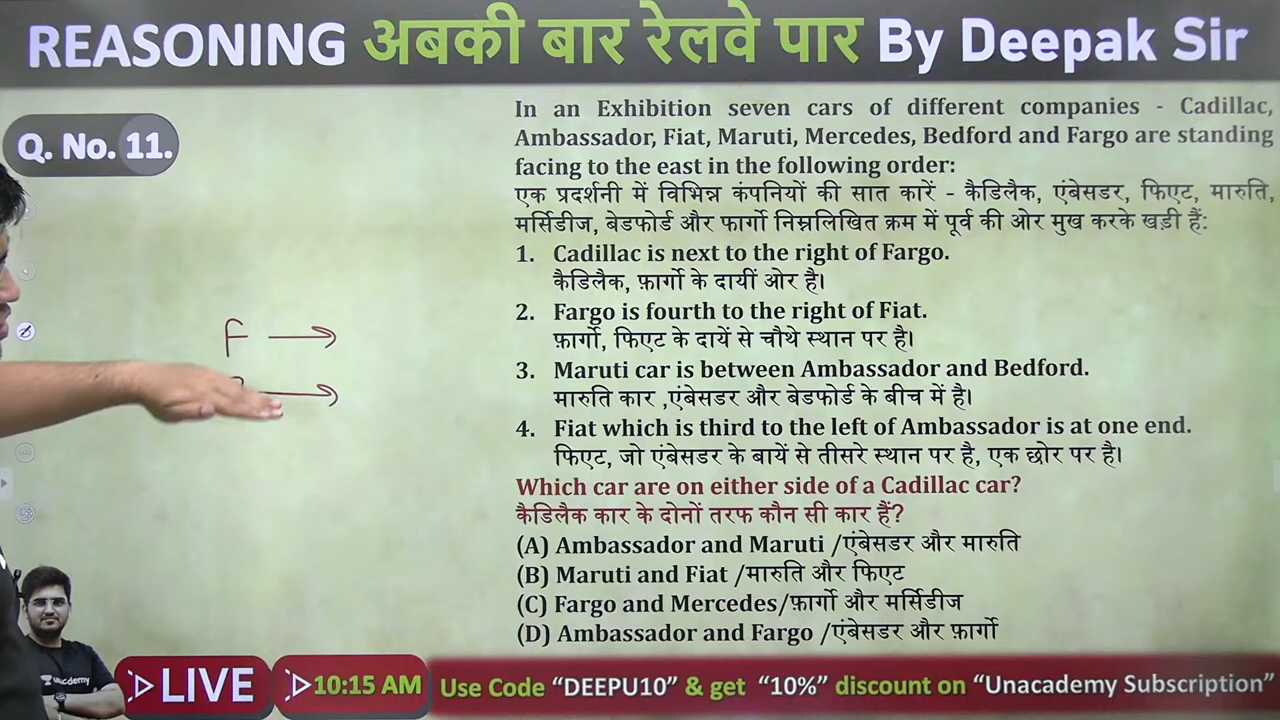 REASONING अबकी बार रेलवे पार By Deepak Sir
Q. No. 11.
In an Exhibition seven cars of different companies - Cadillac,
Ambassador, Fiat, Maruti, Mercedes, Bedford and Fargo are standing
facing to the east in the following order:
एक प्रदर्शनी में विभिन्न कंपनियों की सात कारें - कैडिलैक, एंबेसडर, फिएट, मारुति,
मर्सिडीज, बेडफोर्ड और फार्गो निम्नलिखित क्रम में पूर्व की ओर मुख करके खड़ी हैं:
1. Cadillac is next to the right of Fargo.
कैडिलैक, फ़ार्गो के दायीं ओर है।
2. Fargo is fourth to the right of Fiat.
फ़ार्गो, फिएट के दायें से चौथे स्थान पर है।
3. Maruti car is between Ambassador and Bedford.
मारुति कार ,एंबेसडर और बेडफोर्ड के बीच में है।
4. Fiat which is third to the left of Ambassador is at one end.
फिएट, जो एंबेसडर के बायें से तीसरे स्थान पर है, एक छोर पर है।
Which car are on either side of a Cadillac car?
कैडिलैक कार के दोनों तरफ कौन सी कार हैं?
(A) Ambassador and Maruti /एंबेसडर और मारुति
(B) Maruti and Fiat /मारुति और फिएट
(C) Fargo and Mercedes/फ़ार्गो और मर्सिडीज
(D) Ambassador and Fargo /एंबेसडर और फ़ार्गो
F
LIVE
10:15 AM
Use Code “DEEPU10” & get “10%” discount on “Unacademy Subscription”